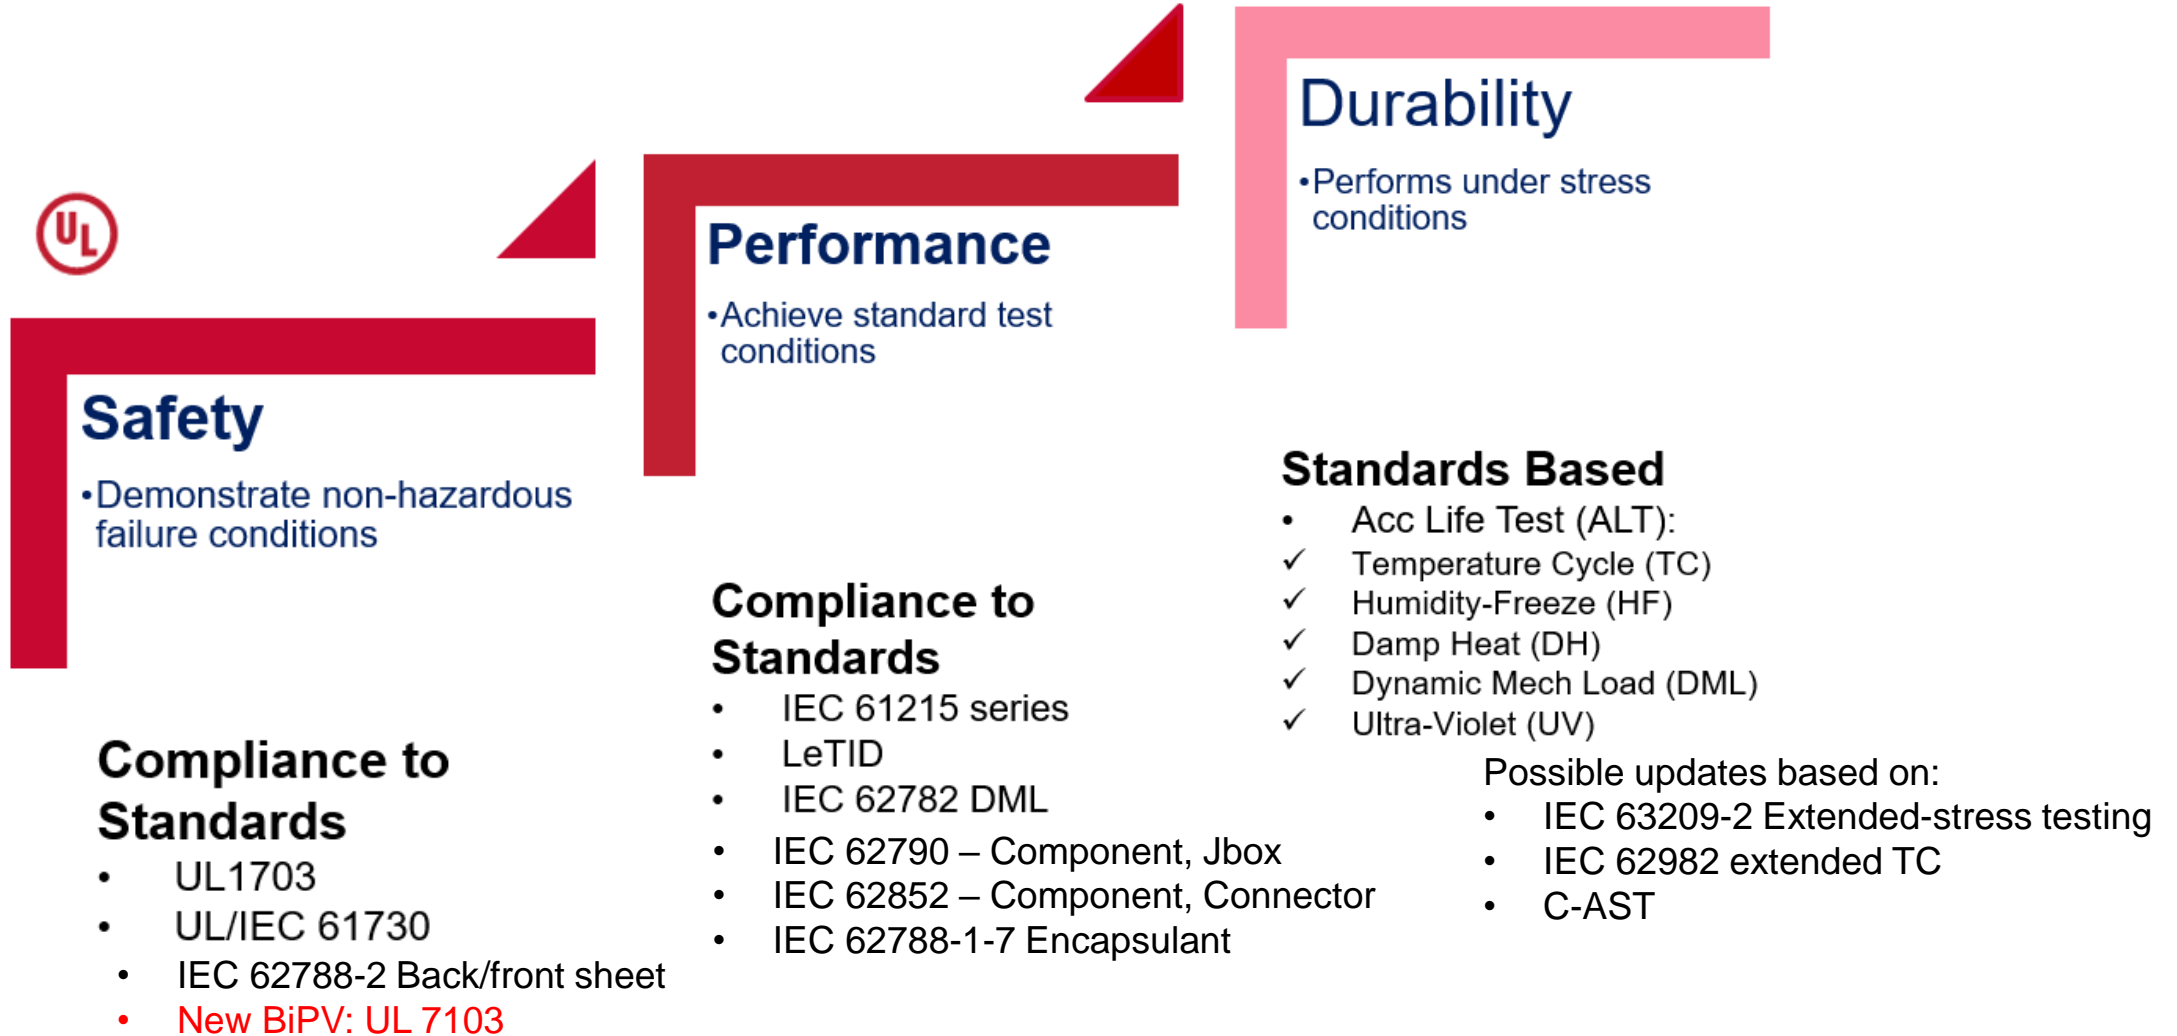 UL
Safety
•Demonstrate non-hazardous
failure conditions
Compliance to
Standards
• UL1703
• UL/IEC 61730
• IEC 62788-2 Back/front sheet
• New BiPV: UL 7103
Performance
•Achieve standard test
conditions
Compliance to
Standards
• IEC 61215 series
• LeTID
• IEC 62782 DML
• IEC 62790 – Component, Jbox
• IEC 62852 – Component, Connector
• IEC 62788-1-7 Encapsulant
Durability
•Performs under stress
conditions
Standards Based
• Acc Life Test (ALT):
✓ Temperature Cycle (TC)
✓ Humidity-Freeze (HF)
✓ Damp Heat (DH)
✓ Dynamic Mech Load (DML)
✓ Ultra-Violet (UV)
Possible updates based on:
• IEC 63209-2 Extended-stress testing
• IEC 62982 extended TC
• C-AST